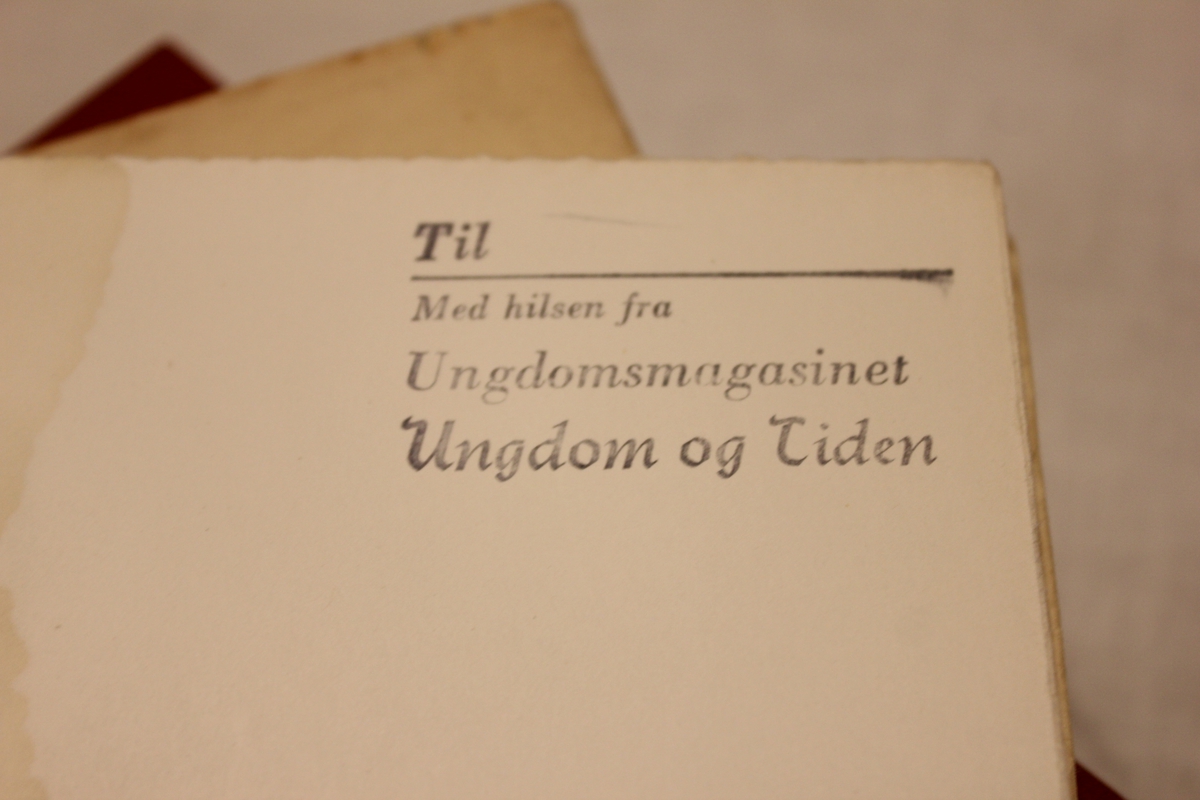 Til
Med hilsen fra
Ungdomsmagasinet
Ungdom og Tiden